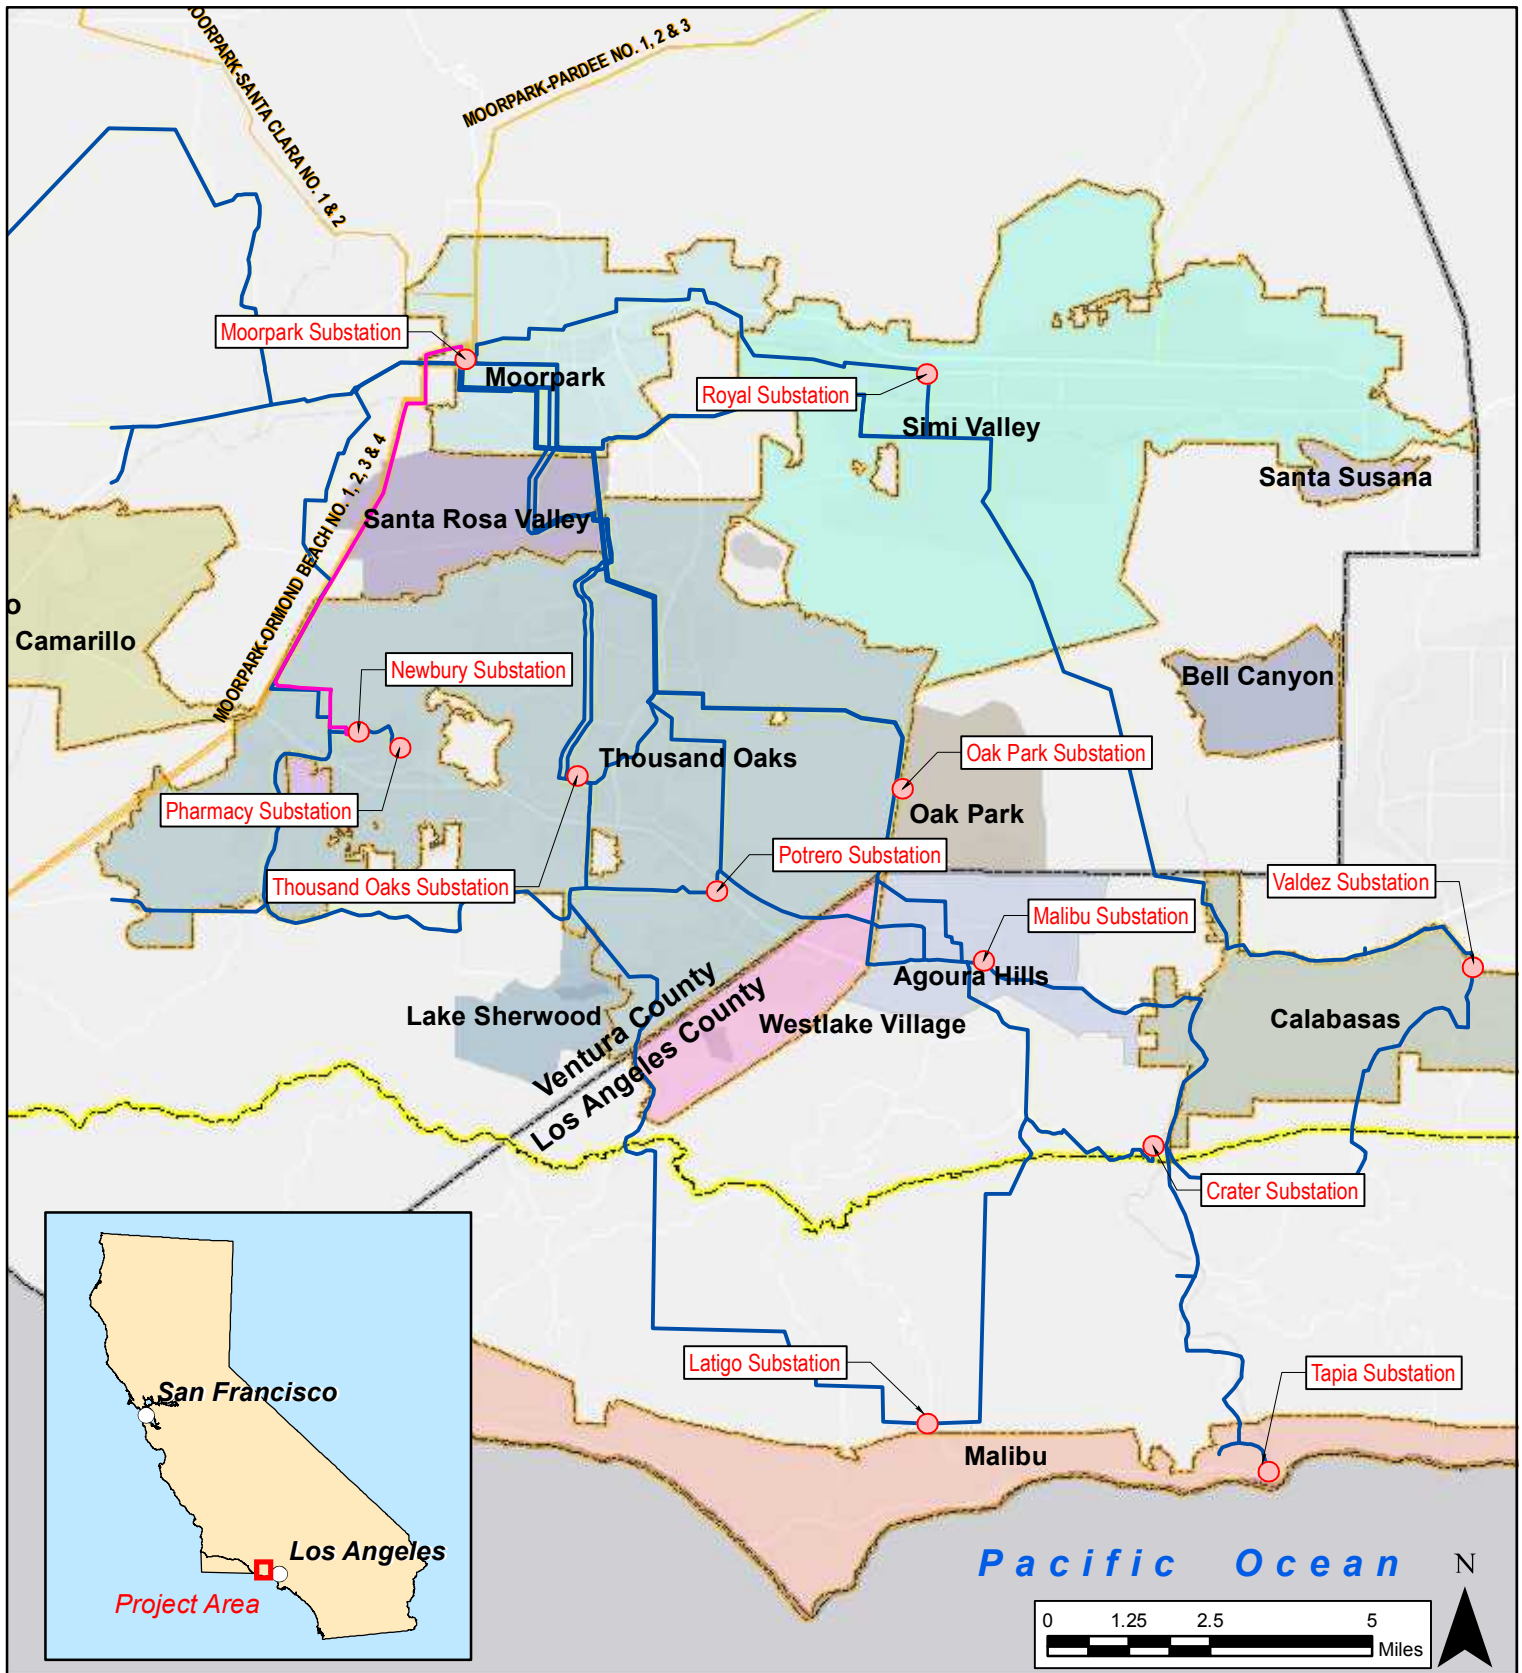 MOORPARK-SANTA CLARA NO. 1 & 2
MOORPARK-PARDEE NO. 1, 2 & 3
Moorpark Substation
Moorpark
Royal Substation
Simi Valley
Santa Susana
Santa Rosa Valley
MOORPARK-ORMOND BEACH NO. 1, 2, 3 & 4
o
Camarillo
Newbury Substation
Bell Canyon
Thousand Oaks
Oak Park Substation
Pharmacy Substation
Oak Park
Potrero Substation
Thousand Oaks Substation
Valdez Substation
Malibu Substation
Agoura Hills
Lake Sherwood
Ventura County
Los Angeles County
Westlake Village
Calabasas
Crater Substation
Latigo Substation
Tapia Substation
Malibu
San Francisco
Los Angeles
Project Area
Pacific Ocean
N
0 1.25 2.5 5
Miles